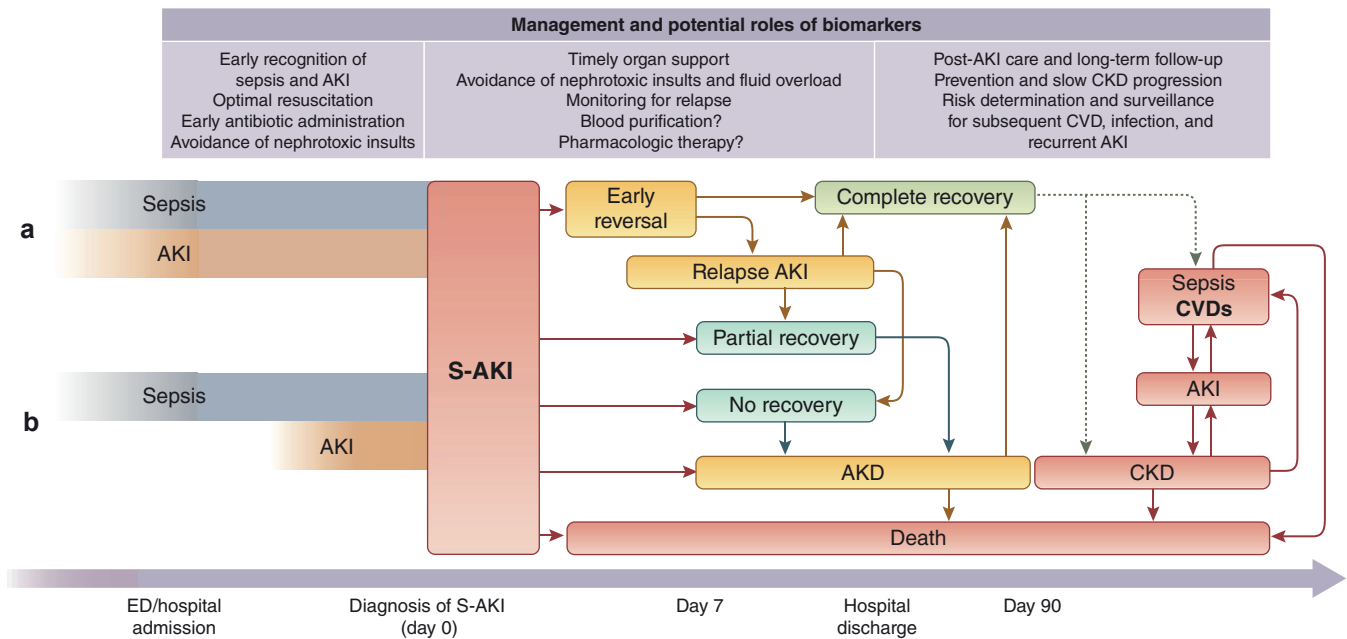 Management and potential roles of biomarkers
Early recognition of
sepsis and AKI
Optimal resuscitation
Early antibiotic administration
Avoidance of nephrotoxic insults
Timely organ support
Avoidance of nephrotoxic insults and fluid overload
Monitoring for relapse
Blood purification?
Pharmacologic therapy?
Post-AKI care and long-term follow-up
Prevention and slow CKD progression
Risk determination and surveillance
for subsequent CVD, infection, and
recurrent AKI
a
Sepsis
AKI
b
Sepsis
AKI
S-AKI
Early
reversal
Complete recovery
Relapse AKI
Partial recovery
No recovery
AKD
Death
Sepsis
CVDs
AKI
CKD
ED/hospital
admission
Diagnosis of S-AKI
(day 0)
Day 7
Hospital
discharge
Day 90